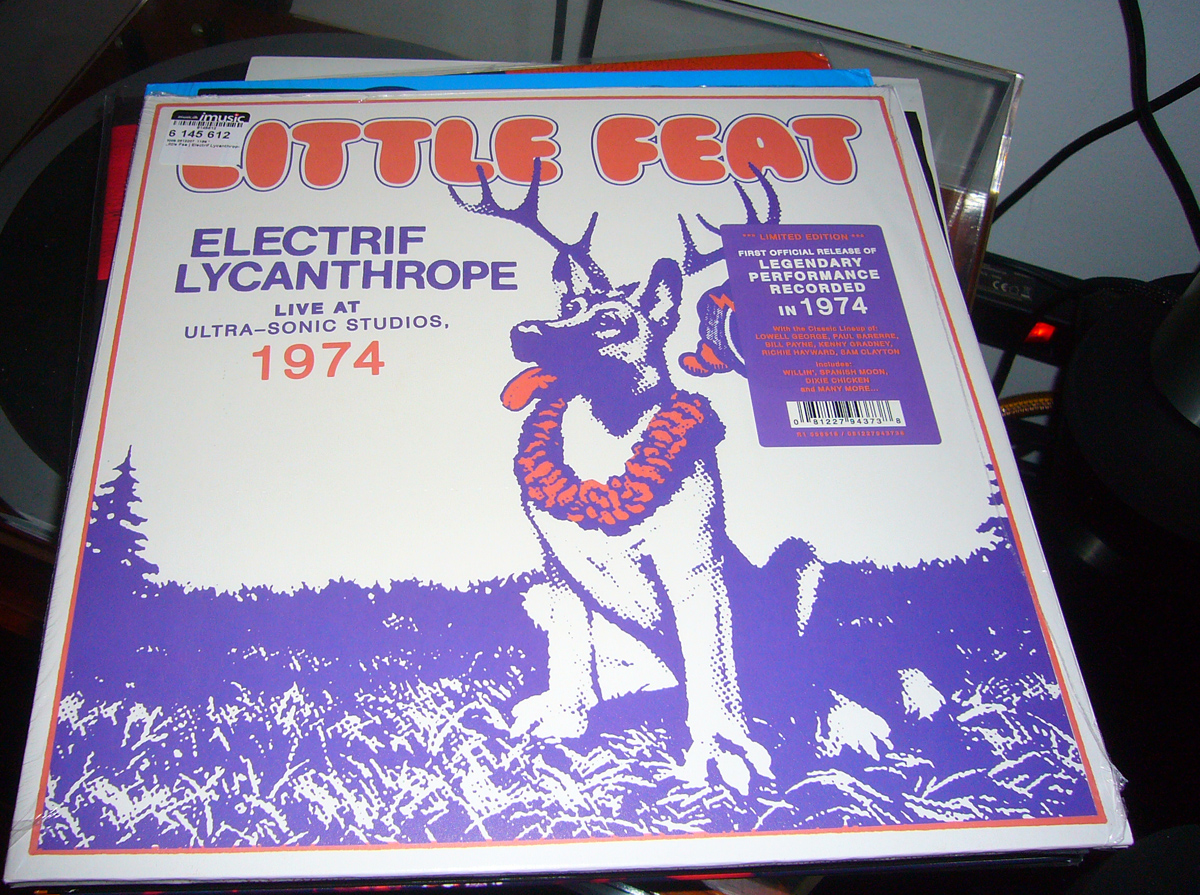 imusic
6 145 612
LITTLE FEAT
ELECTRIF
LYCANTHROPE
LIVE AT
ULTRA-SONIC STUDIOS,
1974
*** LIMITED EDITION ***
FIRST OFFICIAL RELEASE OF
LEGENDARY
PERFORMANCE
RECORDED
IN 1974
With the Classic Lineup of:
LOWELL GEORGE, PAUL BARERRE,
BILL PAYNE, KENNY GRADNEY,
RICHIE HAYWARD, SAM CLAYTON
Includes:
WILLIN', SPANISH MOON,
DIXIE CHICKEN
and MANY MORE...
0 81227 94373 8